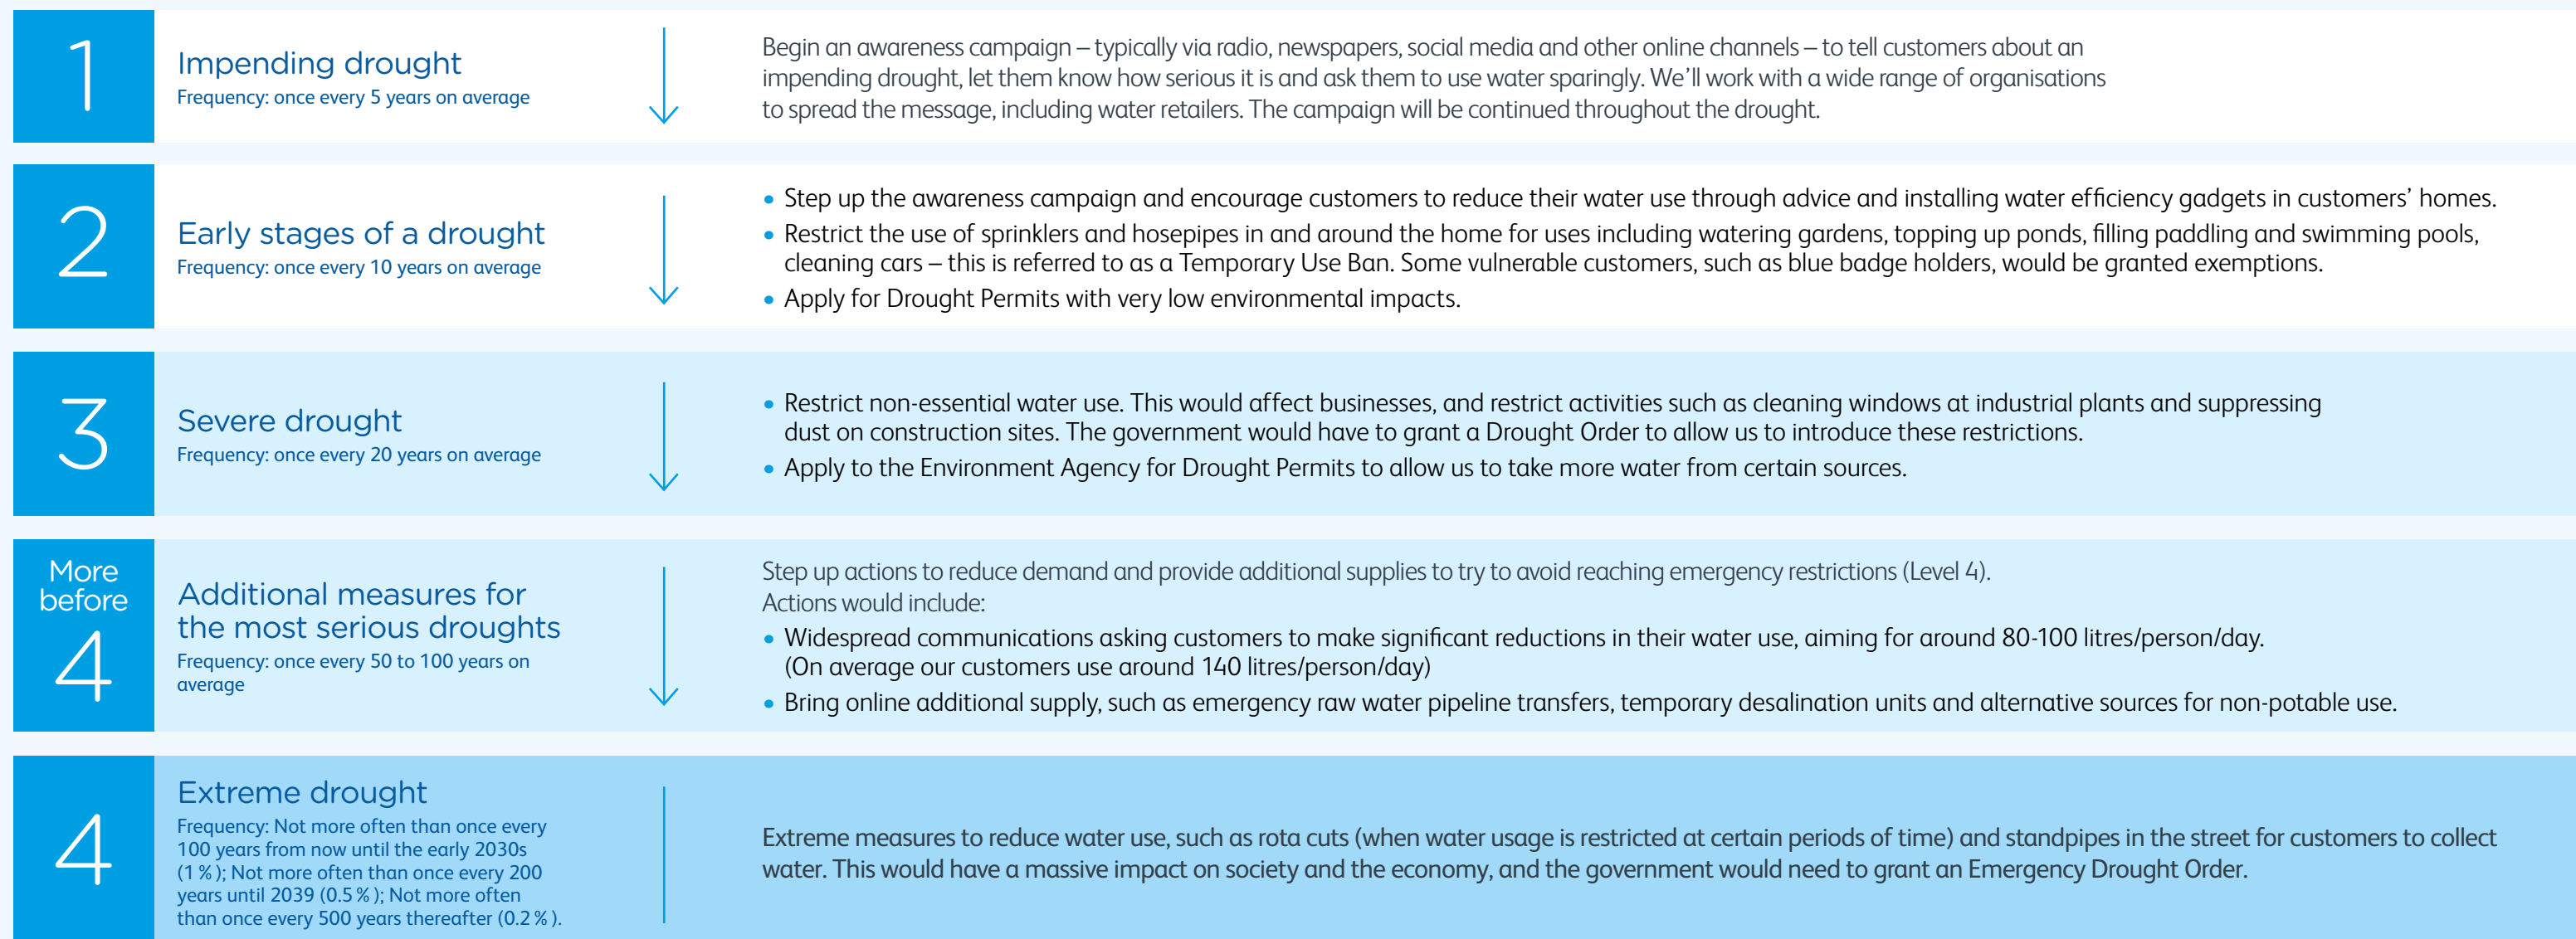 1
Impending drought
Frequency: once every 5 years on average
Begin an awareness campaign – typically via radio, newspapers, social media and other online channels – to tell customers about an
impending drought, let them know how serious it is and ask them to use water sparingly. We’ll work with a wide range of organisations
to spread the message, including water retailers. The campaign will be continued throughout the drought.
2
Early stages of a drought
Frequency: once every 10 years on average
• Step up the awareness campaign and encourage customers to reduce their water use through advice and installing water efficiency gadgets in customers’ homes.
• Restrict the use of sprinklers and hosepipes in and around the home for uses including watering gardens, topping up ponds, filling paddling and swimming pools,
cleaning cars – this is referred to as a Temporary Use Ban. Some vulnerable customers, such as blue badge holders, would be granted exemptions.
• Apply for Drought Permits with very low environmental impacts.
3
Severe drought
Frequency: once every 20 years on average
• Restrict non-essential water use. This would affect businesses, and restrict activities such as cleaning windows at industrial plants and suppressing
dust on construction sites. The government would have to grant a Drought Order to allow us to introduce these restrictions.
• Apply to the Environment Agency for Drought Permits to allow us to take more water from certain sources.
More
before
4
Additional measures for
the most serious droughts
Frequency: once every 50 to 100 years on
average
Step up actions to reduce demand and provide additional supplies to try to avoid reaching emergency restrictions (Level 4).
Actions would include:
• Widespread communications asking customers to make significant reductions in their water use, aiming for around 80-100 litres/person/day.
(On average our customers use around 140 litres/person/day)
• Bring online additional supply, such as emergency raw water pipeline transfers, temporary desalination units and alternative sources for non-potable use.
4
Extreme drought
Frequency: Not more often than once every
100 years from now until the early 2030s
(1%); Not more often than once every 200
years until 2039 (0.5%); Not more often
than once every 500 years thereafter (0.2%).
Extreme measures to reduce water use, such as rota cuts (when water usage is restricted at certain periods of time) and standpipes in the street for customers to collect
water. This would have a massive impact on society and the economy, and the government would need to grant an Emergency Drought Order.